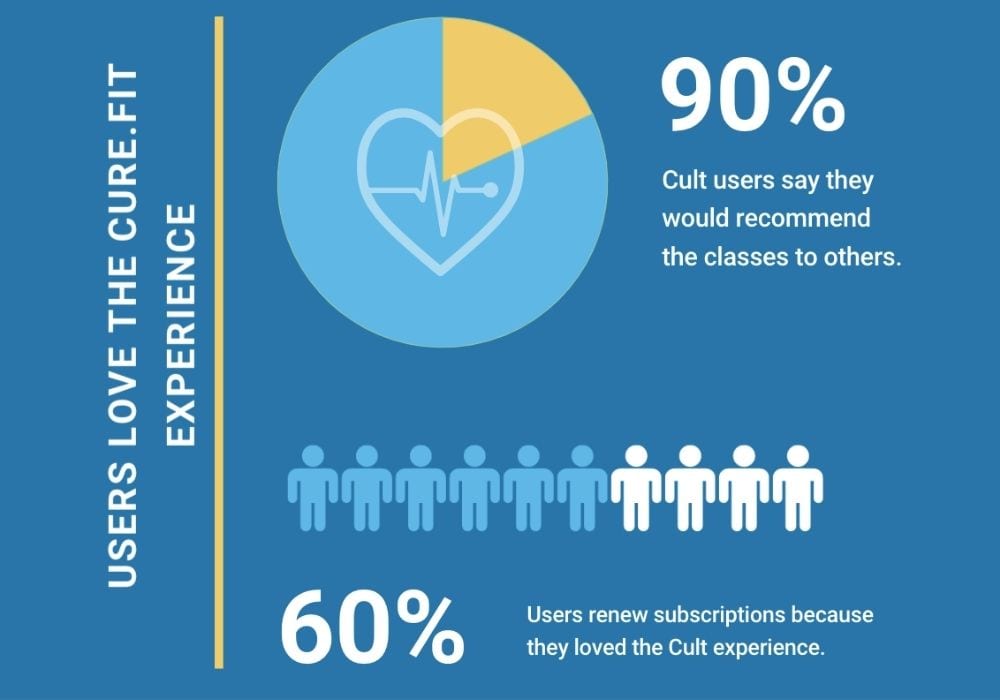 USERS LOVE THE CURE.FIT
EXPERIENCE
90%
Cult users say they
would recommend
the classes to others.
60%
Users renew subscriptions because
they loved the Cult experience.